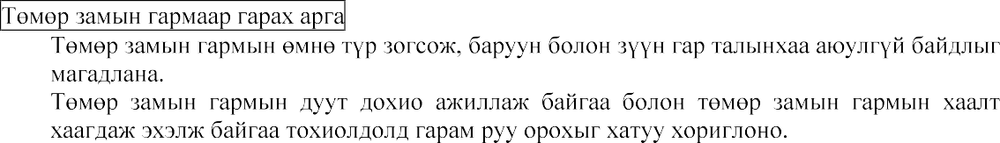 Төмөр замын гармаар гарах арга
Төмөр замын гармын өмнө түр зогсож, баруун болон зүүн гар талынхаа аюулгүй байдлыг
магадлана.
Төмөр замын гармын дуут дохио ажиллаж байгаа болон төмөр замын гармын хаалт
хаагдаж эхэлж байгаа тохиолдолд гарам руу орохыг хатуу хориглоно.